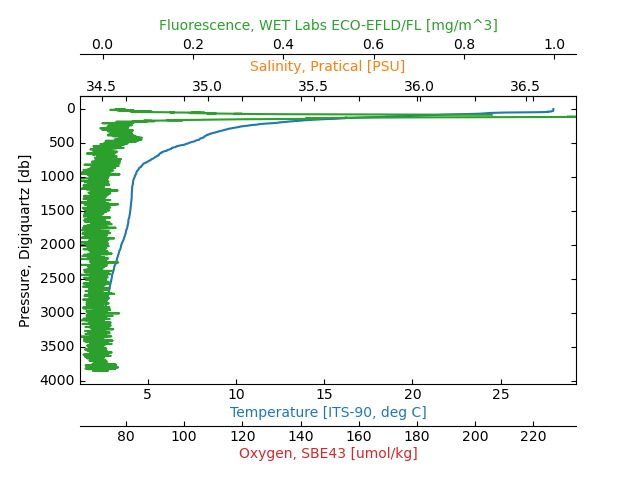 Fluorescence, WET Labs ECO-EFLD/FL [mg/m^3]
0.0 0.2 0.4 0.6 0.8 1.0
Salinity, Pratical [PSU]
34.5 35.0 35.5 36.0 36.5
0
500
1000
1500
2000
2500
3000
3500
4000
Pressure, Digiquartz [db]
5 10 15 20 25
Temperature [ITS-90, deg C]
80 100 120 140 160 180 200 220
Oxygen, SBE43 [umol/kg]